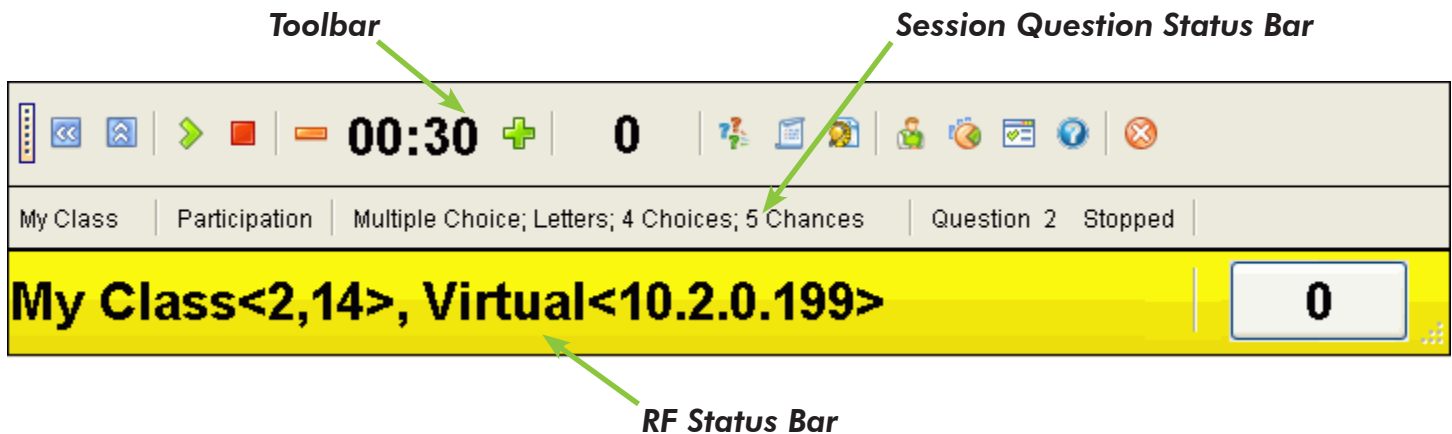 Toolbar Session Question Status Bar
00:30 0
My Class Participation Multiple Choice; Letters; 4 Choices; 5 Chances Question 2 Stopped
My Class<2,14>, Virtual<10.2.0.199> 0
RF Status Bar